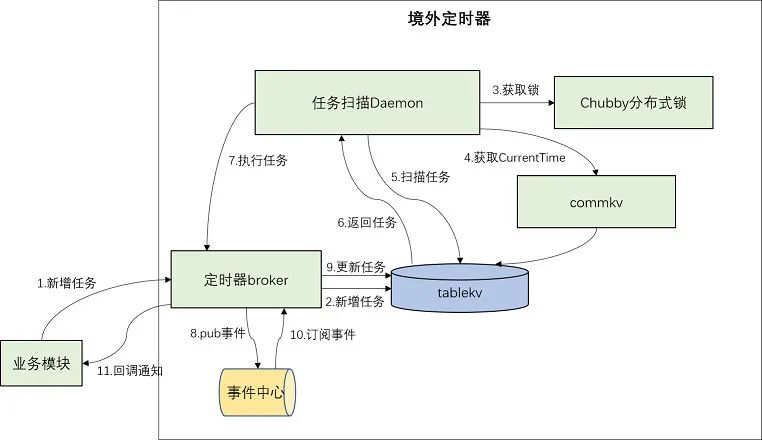 境外定时器
任务扫描Daemon
3.获取锁
Chubby分布式锁
7.执行任务
4.获取CurrentTime
5.扫描任务
6.返回任务
commkv
定时器broker
1.新增任务
9.更新任务
2.新增任务
tablekv
8.pub事件
10.订阅事件
业务模块
11.回调通知
事件中心